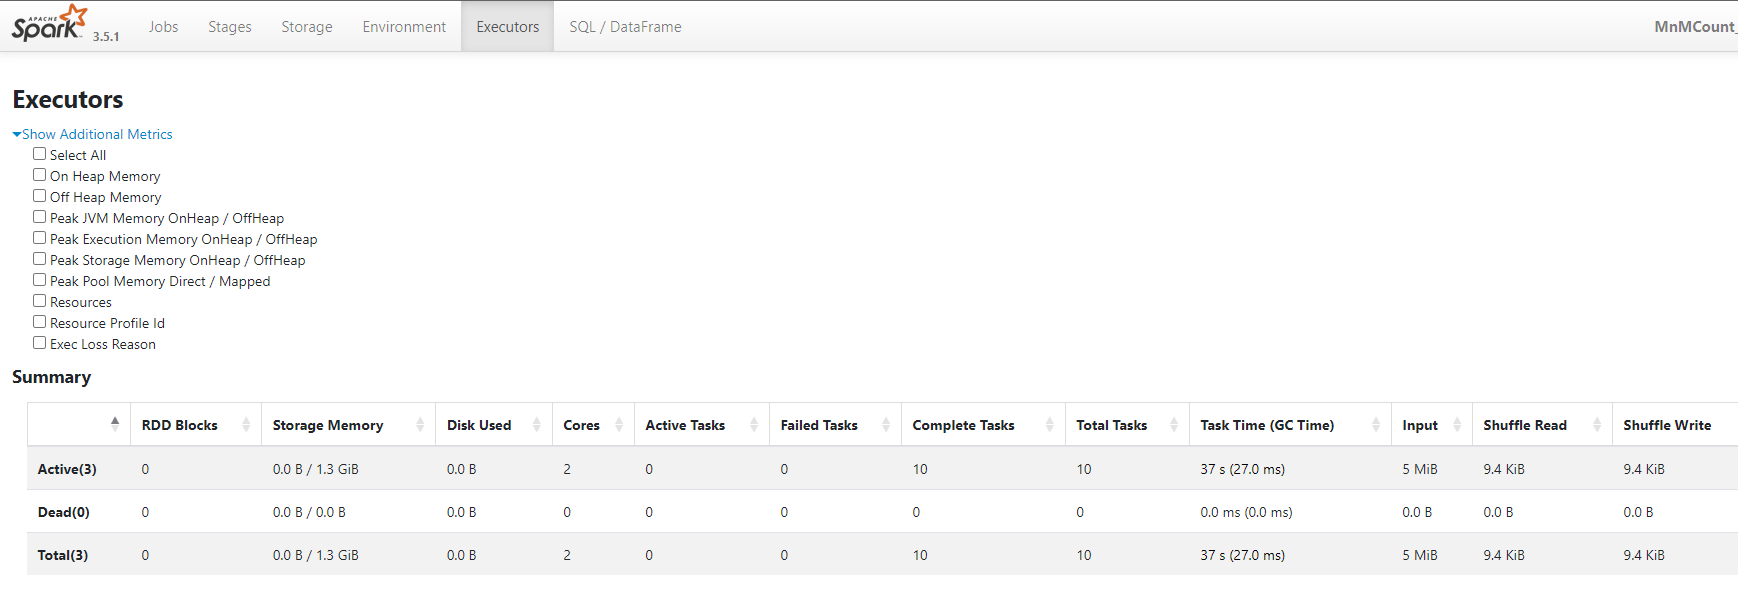 APACHE
Spark 3.5.1 Jobs Stages Storage Environment Executors SQL / DataFrame MnMCount_
Executors
Show Additional Metrics
Select All
On Heap Memory
Off Heap Memory
Peak JVM Memory OnHeap / OffHeap
Peak Execution Memory OnHeap / OffHeap
Peak Storage Memory OnHeap / OffHeap
Peak Pool Memory Direct / Mapped
Resources
Resource Profile Id
Exec Loss Reason
Summary
RDD Blocks Storage Memory Disk Used Cores Active Tasks Failed Tasks Complete Tasks Total Tasks Task Time (GC Time) Input Shuffle Read Shuffle Write
Active(3) 0 0.0 B / 1.3 GiB 0.0 B 2 0 0 10 10 37 s (27.0 ms) 5 MiB 9.4 KiB 9.4 KiB
Dead(0) 0 0.0 B / 0.0 B 0.0 B 0 0 0 0 0 0.0 ms (0.0 ms) 0.0 B 0.0 B 0.0 B
Total(3) 0 0.0 B / 1.3 GiB 0.0 B 2 0 0 10 10 37 s (27.0 ms) 5 MiB 9.4 KiB 9.4 KiB